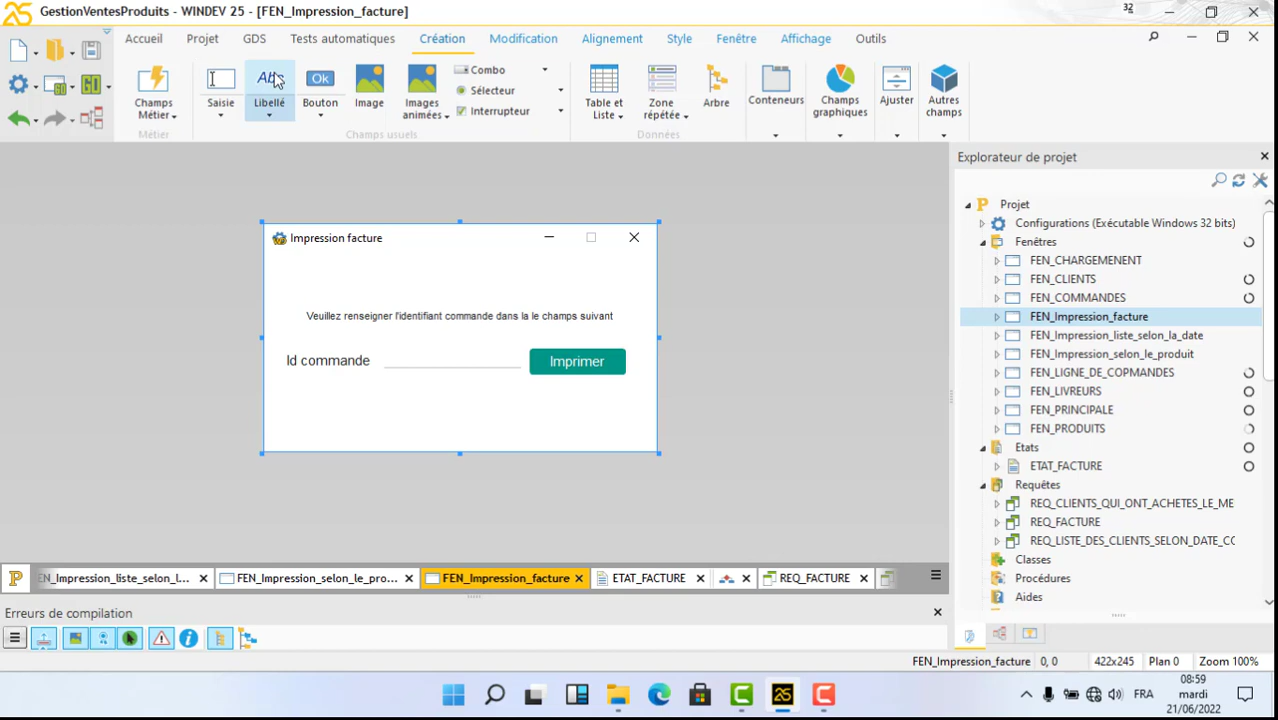 GestionVentesProduits - WINDEV 25 - [FEN_Impression_facture]
32
Accueil Projet GDS Tests automatiques Création Modification Alignement Style Fenêtre Affichage Outils
Champs Métier
Saisie
Libellé
Bouton
Image
Images animées
Combo
Sélecteur
Interrupteur
Table et Liste
Zone répétée
Arbre
Conteneurs
Champs graphiques
Ajuster
Autres champs
Métier
Champs usuels
Données
Ok
GO
Impression facture
Veuillez renseigner l'identifiant commande dans la le champs suivant
Id commande
Imprimer
Explorateur de projet
Projet
Configurations (Exécutable Windows 32 bits)
Fenêtres
FEN_CHARGEMENENT
FEN_CLIENTS
FEN_COMMANDES
FEN_Impression_facture
FEN_Impression_liste_selon_la_date
FEN_Impression_selon_le_produit
FEN_LIGNE_DE_COPMANDES
FEN_LIVREURS
FEN_PRINCIPALE
FEN_PRODUITS
Etats
ETAT_FACTURE
Requêtes
REQ_CLIENTS_QUI_ONT_ACHETES_LE_ME
REQ_FACTURE
REQ_LISTE_DES_CLIENTS_SELON_DATE_CC
Classes
Procédures
Aides
EN_Impression_liste_selon_l... FEN_Impression_selon_le_pro... FEN_Impression_facture ETAT_FACTURE REQ_FACTURE
Erreurs de compilation
FEN_Impression_facture 0, 0 422x245 Plan 0 Zoom 100%
FRA
08:59
mardi
21/06/2022